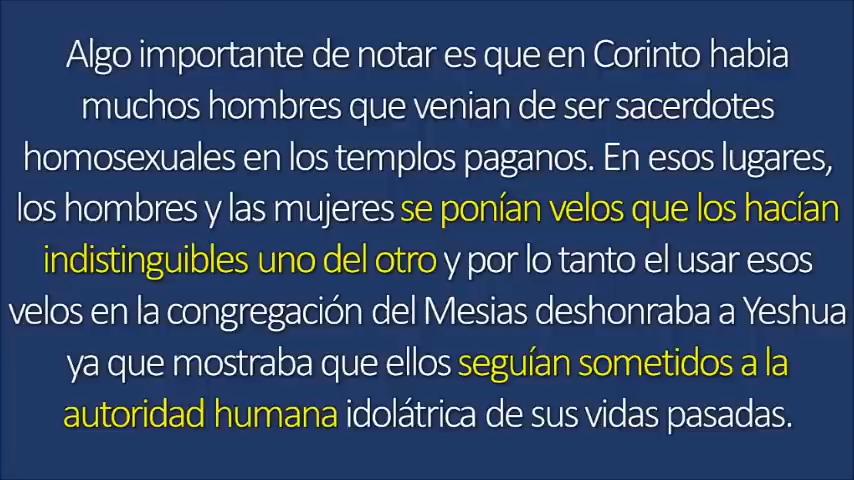 Algo importante de notar es que en Corinto habia
muchos hombres que venian de ser sacerdotes
homosexuales en los templos paganos. En esos lugares,
los hombres y las mujeres se ponían velos que los hacían
indistinguibles uno del otro y por lo tanto el usar esos
velos en la congregación del Mesias deshonraba a Yeshua
ya que mostraba que ellos seguían sometidos a la
autoridad humana idolátrica de sus vidas pasadas.